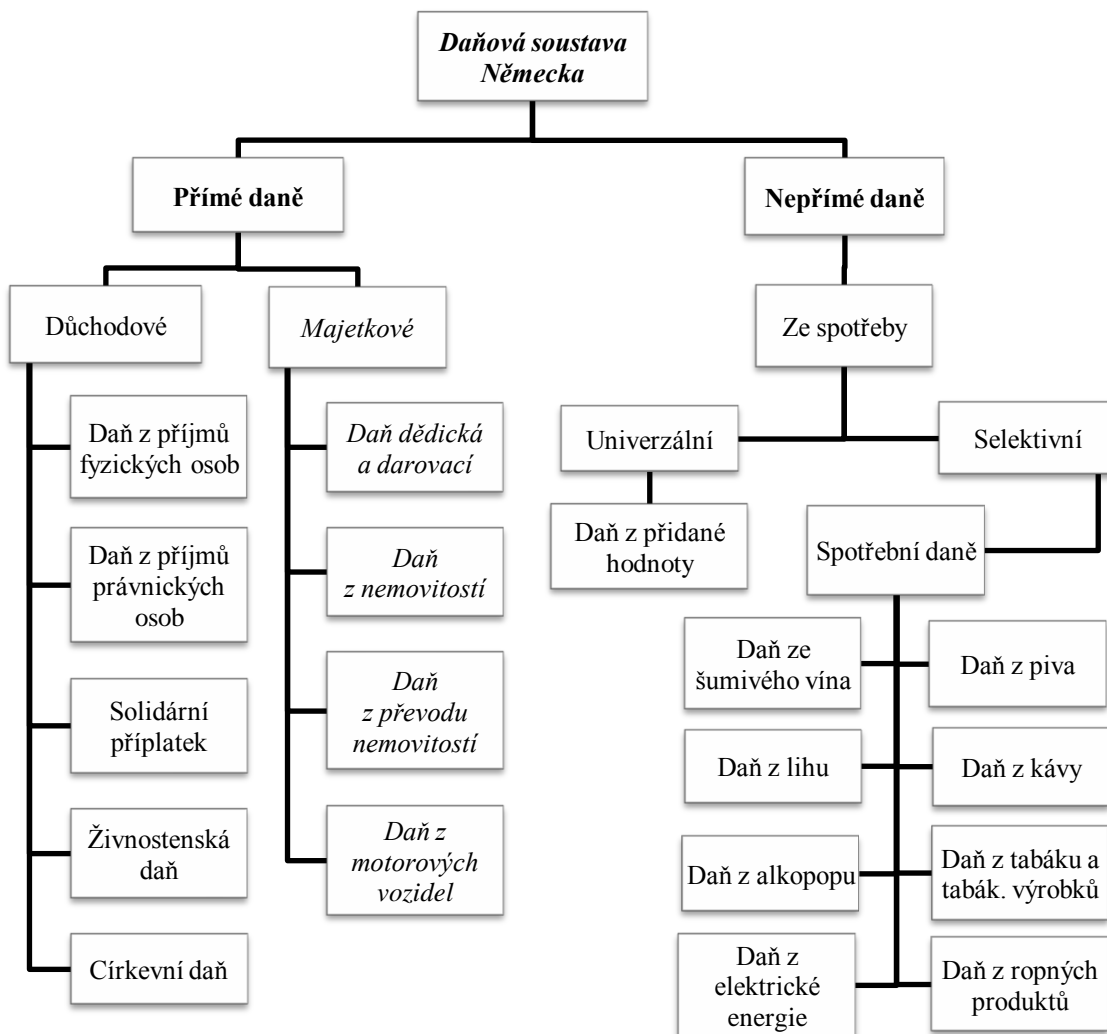 Daňová soustava
Německa
Přímé daně
Nepřímé daně
Důchodové
Majetkové
Ze spotřeby
Daň z příjmů
fyzických osob
Daň z příjmů
právnických
osob
Solidární
příplatek
Živnostenská
daň
Církevní daň
Daň dědická
a darovací
Daň
z nemovitostí
Daň
z převodu
nemovitostí
Daň z
motorových
vozidel
Univerzální
Selektivní
Daň z přidané
hodnoty
Spotřební daně
Daň ze
šumivého vína
Daň z piva
Daň z lihu
Daň z kávy
Daň z alkopopu
Daň z tabáku a
tabák. výrobků
Daň z
elektrické
energie
Daň z ropných
produktů